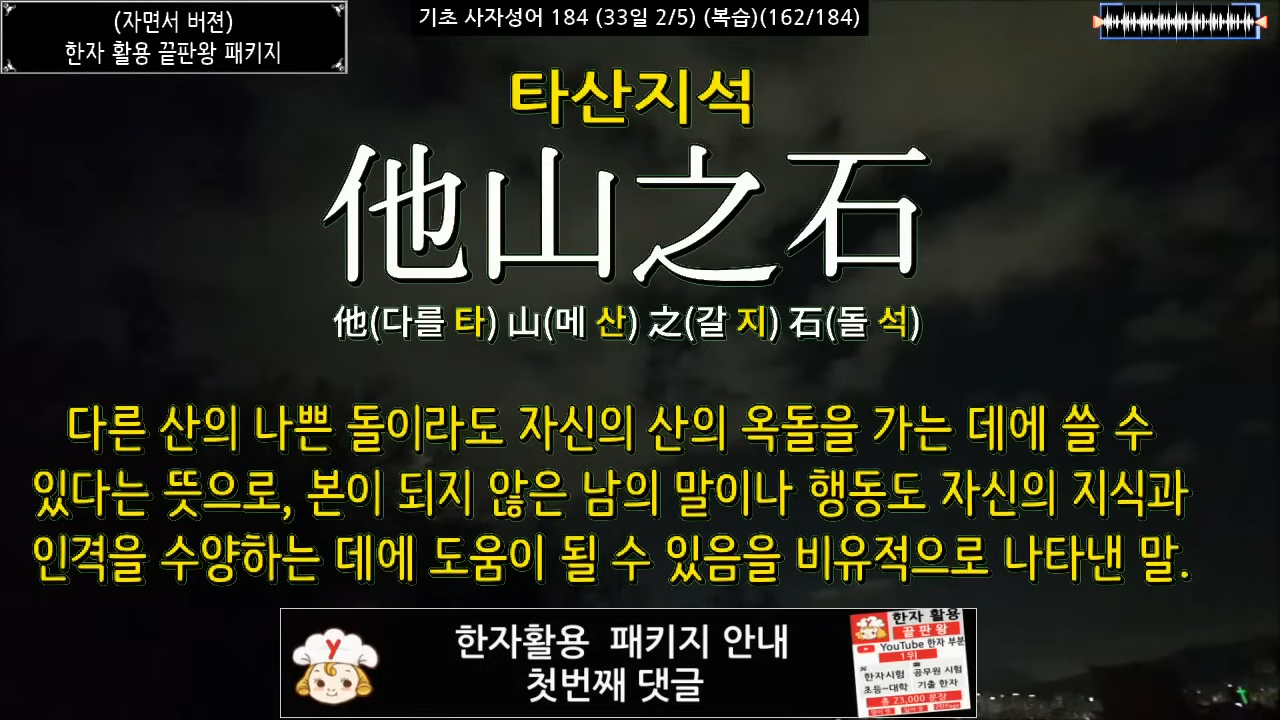 (자면서 버젼)
한자 활용 끝판왕 패키지
기초 사자성어 184 (33일 2/5) (복습)(162/184)
타산지석
他山之石
他(다를 타) 山(메 산) 之(갈 지) 石(돌 석)
다른 산의 나쁜 돌이라도 자신의 산의 옥돌을 가는 데에 쓸 수
있다는 뜻으로, 본이 되지 않은 남의 말이나 행동도 자신의 지식과
인격을 수양하는 데에 도움이 될 수 있음을 비유적으로 나타낸 말.
y
한자활용 패키지 안내
첫번째 댓글
한자 활용
끝 판 왕
YouTube 한자 부분
1위
한자시험 공무원 시험
초등~대학 기출 한자
총 23,000 문장